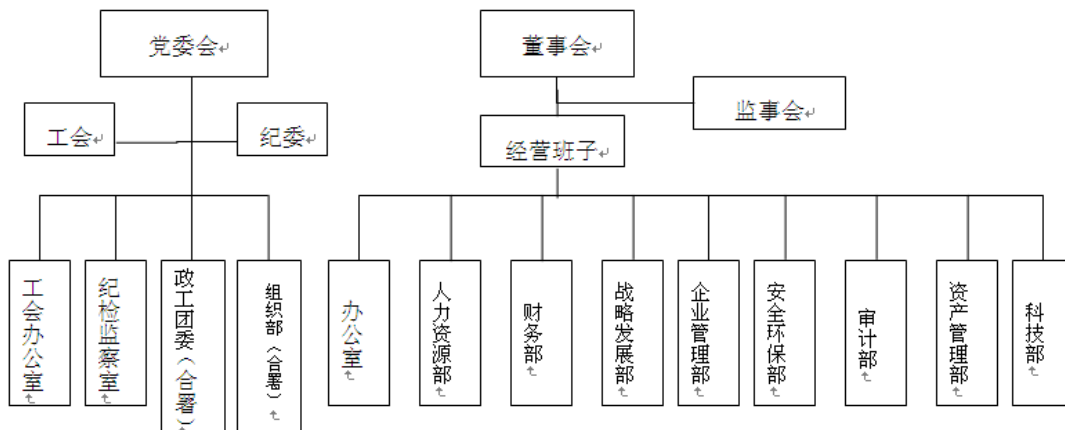 党委会
董事会
工会
纪委
监事会
经营班子
工会办公室
纪检监察室
政工团委（合署）
组织部（合署）
办公室
人力资源部
财务部
战略发展部
企业管理部
安全环保部
审计部
资产管理部
科技部